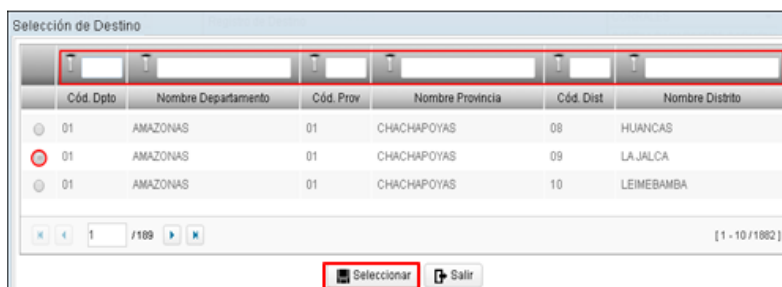 Selección de Destino
Cód. Dpto Nombre Departamento Cód. Prov Nombre Provincia Cód. Dist Nombre Distrito
01 AMAZONAS 01 CHACHAPOYAS 08 HUANCAS
01 AMAZONAS 01 CHACHAPOYAS 09 LA JALCA
01 AMAZONAS 01 CHACHAPOYAS 10 LEIMEBAMBA
1 /189 [1 - 10 /1882]
Seleccionar Salir